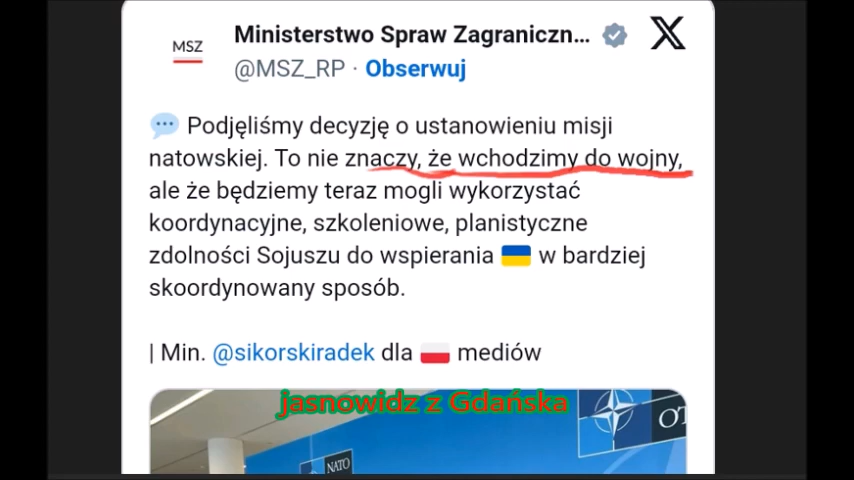 MSZ
Ministerstwo Spraw Zagraniczn...
@MSZ_RP · Obserwuj
💬 Podjęliśmy decyzję o ustanowieniu misji
natowskiej. To nie znaczy, że wchodzimy do wojny,
ale że będziemy teraz mogli wykorzystać
koordynacyjne, szkoleniowe, planistyczne
zdolności Sojuszu do wspierania 🇺🇦 w bardziej
skoordynowany sposób.
| Min. @sikorskiradek dla 🇵🇱 mediów
jasnowidz z Gdańska
OT
NATO